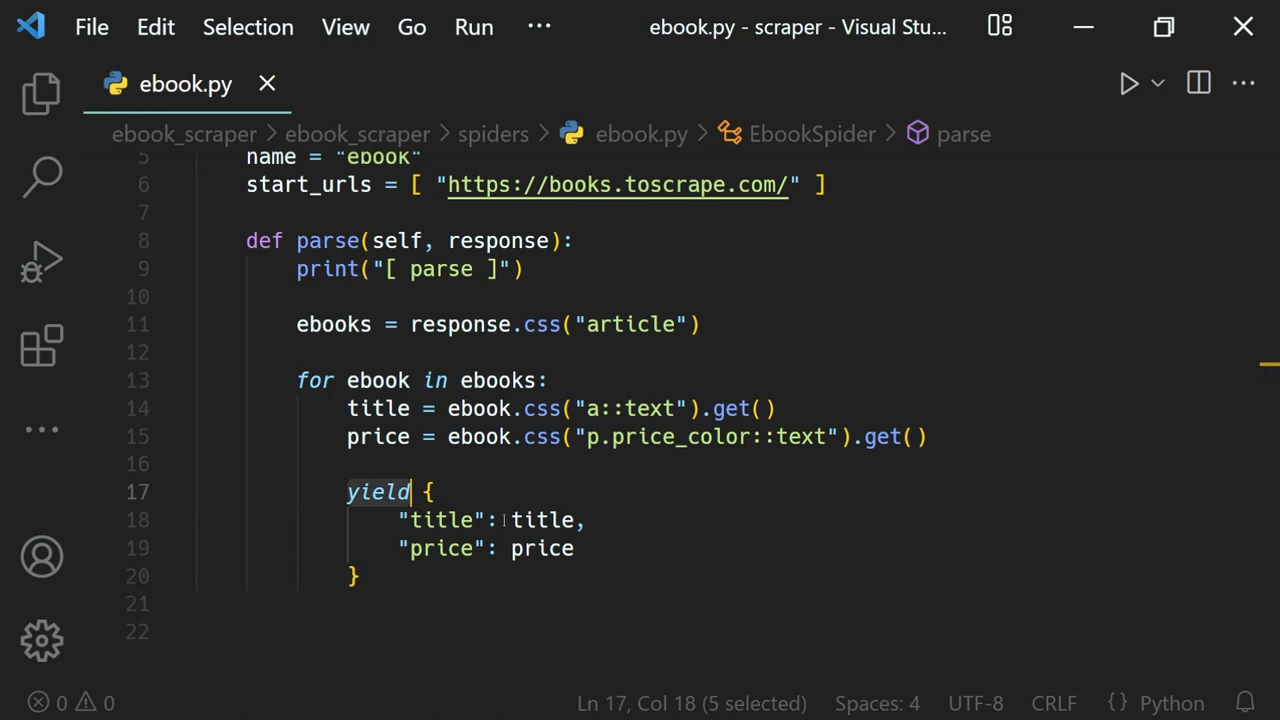 File Edit Selection View Go Run ··· ebook.py - scraper - Visual Stu...
ebook.py
ebook_scraper > ebook_scraper > spiders > ebook.py > EbookSpider > parse
5 name = "ebook"
6 start_urls = [ "https://books.toscrape.com/" ]
7
8 def parse(self, response):
9 print("[ parse ]")
10
11 ebooks = response.css("article")
12
13 for ebook in ebooks:
14 title = ebook.css("a::text").get()
15 price = ebook.css("p.price_color::text").get()
16
17 yield {
18 "title": title,
19 "price": price
20 }
21
22
0 0 Ln 17, Col 18 (5 selected) Spaces: 4 UTF-8 CRLF {} Python